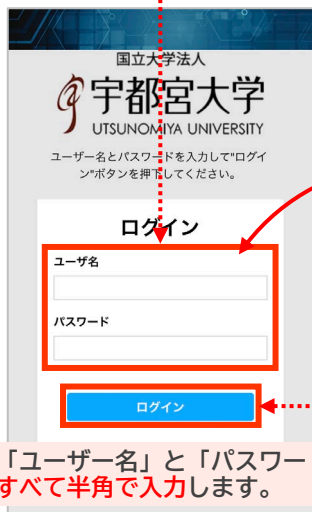 国立大学法人
宇都宮大学
UTSUNOMIYA UNIVERSITY
ユーザー名とパスワードを入力して"ログイ
ン"ボタンを押下してください。
ログイン
ユーザ名
パスワード
ログイン
「ユーザー名」と「パスワー
すべて半角で入力します。